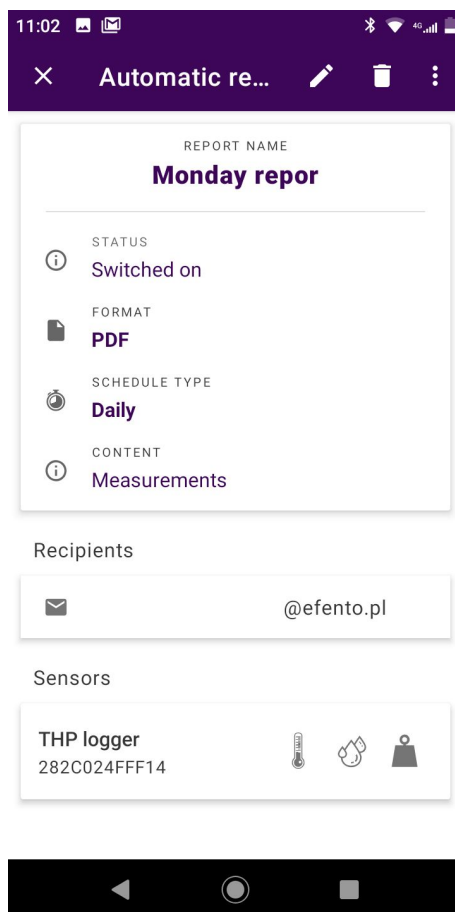 11:02
4G
Automatic re...
REPORT NAME
Monday repor
STATUS
Switched on
FORMAT
PDF
SCHEDULE TYPE
Daily
CONTENT
Measurements
Recipients
@efento.pl
Sensors
THP logger
282C024FFF14